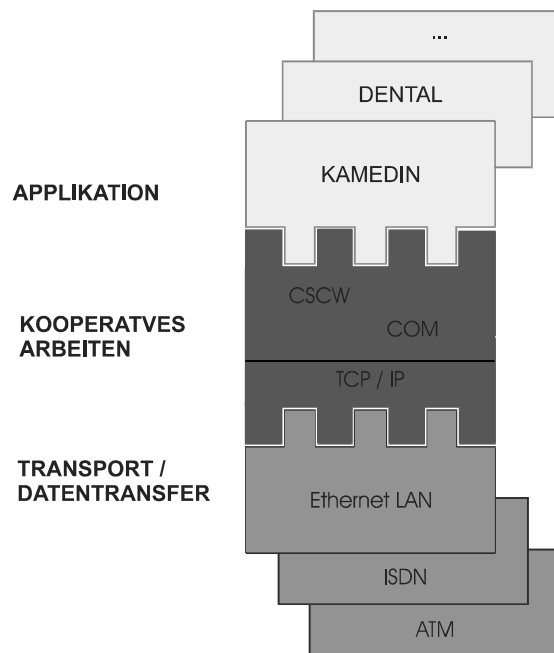 ...
DENTAL
KAMEDIN
APPLIKATION
CSCW
KOOPERATVES
ARBEITEN
COM
TCP / IP
TRANSPORT /
DATENTRANSFER
Ethernet LAN
ISDN
ATM